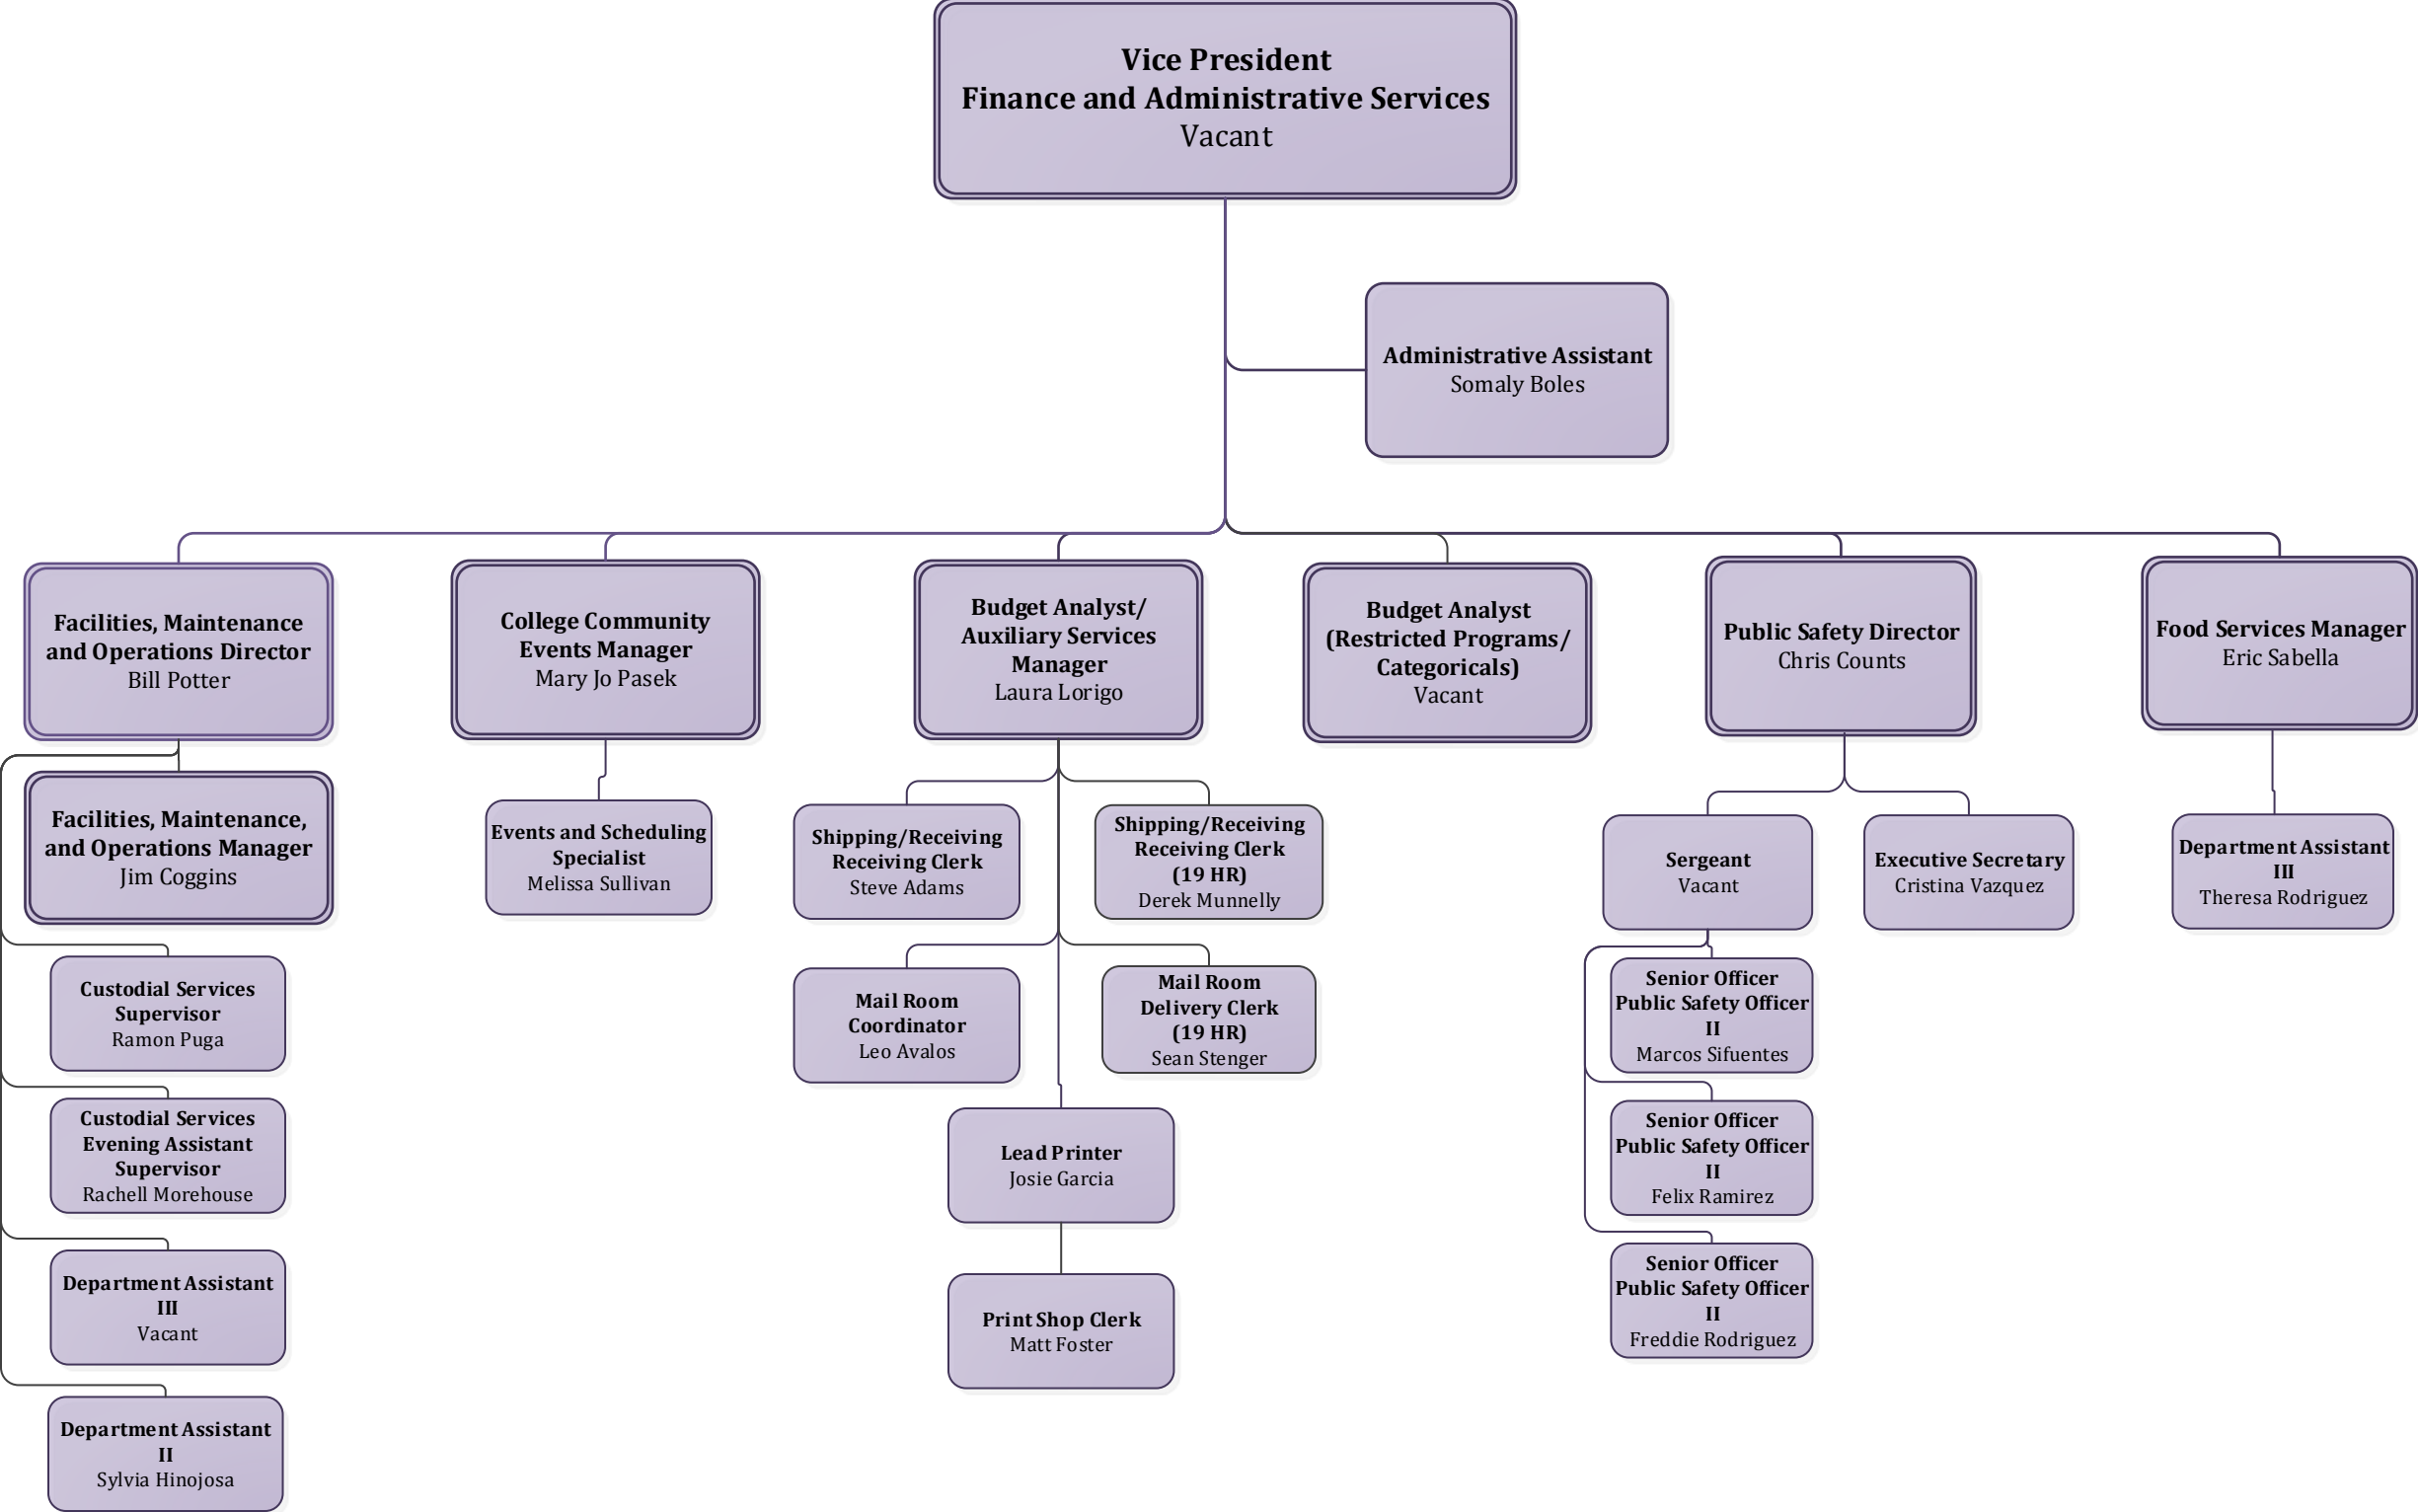 Vice President
Finance and Administrative Services
Vacant
Administrative Assistant
Somaly Boles
Facilities, Maintenance
and Operations Director
Bill Potter
College Community
Events Manager
Mary Jo Pasek
Budget Analyst/
Auxiliary Services
Manager
Laura Lorigo
Budget Analyst
(Restricted Programs/
Categoricals)
Vacant
Public Safety Director
Chris Counts
Food Services Manager
Eric Sabella
Facilities, Maintenance,
and Operations Manager
Jim Coggins
Events and Scheduling
Specialist
Melissa Sullivan
Shipping/Receiving
Receiving Clerk
Steve Adams
Shipping/Receiving
Receiving Clerk
(19 HR)
Derek Munnelly
Sergeant
Vacant
Executive Secretary
Cristina Vazquez
Department Assistant
III
Theresa Rodriguez
Custodial Services
Supervisor
Ramon Puga
Mail Room
Coordinator
Leo Avalos
Mail Room
Delivery Clerk
(19 HR)
Sean Stenger
Senior Officer
Public Safety Officer
II
Marcos Sifuentes
Custodial Services
Evening Assistant
Supervisor
Rachell Morehouse
Lead Printer
Josie Garcia
Senior Officer
Public Safety Officer
II
Felix Ramirez
Department Assistant
III
Vacant
Print Shop Clerk
Matt Foster
Senior Officer
Public Safety Officer
II
Freddie Rodriguez
Department Assistant
II
Sylvia Hinojosa